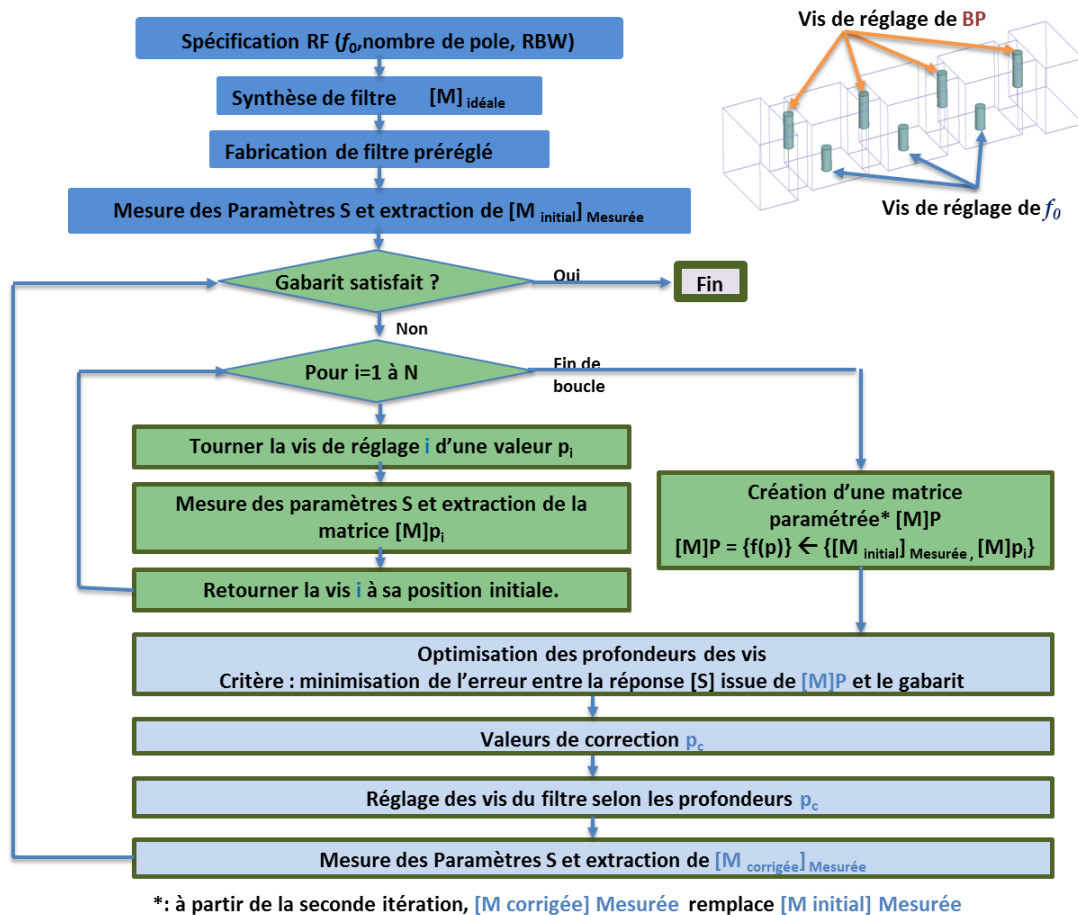 Spécification RF (f0,nombre de pole, RBW)
Synthèse de filtre [M] idéale
Fabrication de filtre préréglé
Mesure des Paramètres S et extraction de [M initial] Mesurée
Vis de réglage de BP
Vis de réglage de f0
Gabarit satisfait ?
Oui
Fin
Non
Pour i=1 à N
Fin de
boucle
Tourner la vis de réglage i d’une valeur pi
Mesure des paramètres S et extraction de la
matrice [M]pi
Retourner la vis i à sa position initiale.
Création d’une matrice
paramétrée* [M]P
[M]P = {f(p)} ← {[M initial] Mesurée , [M]pi}
Optimisation des profondeurs des vis
Critère : minimisation de l’erreur entre la réponse [S] issue de [M]P et le gabarit
Valeurs de correction pc
Réglage des vis du filtre selon les profondeurs pc
Mesure des Paramètres S et extraction de [M corrigée] Mesurée
*: à partir de la seconde itération, [M corrigée] Mesurée remplace [M initial] Mesurée